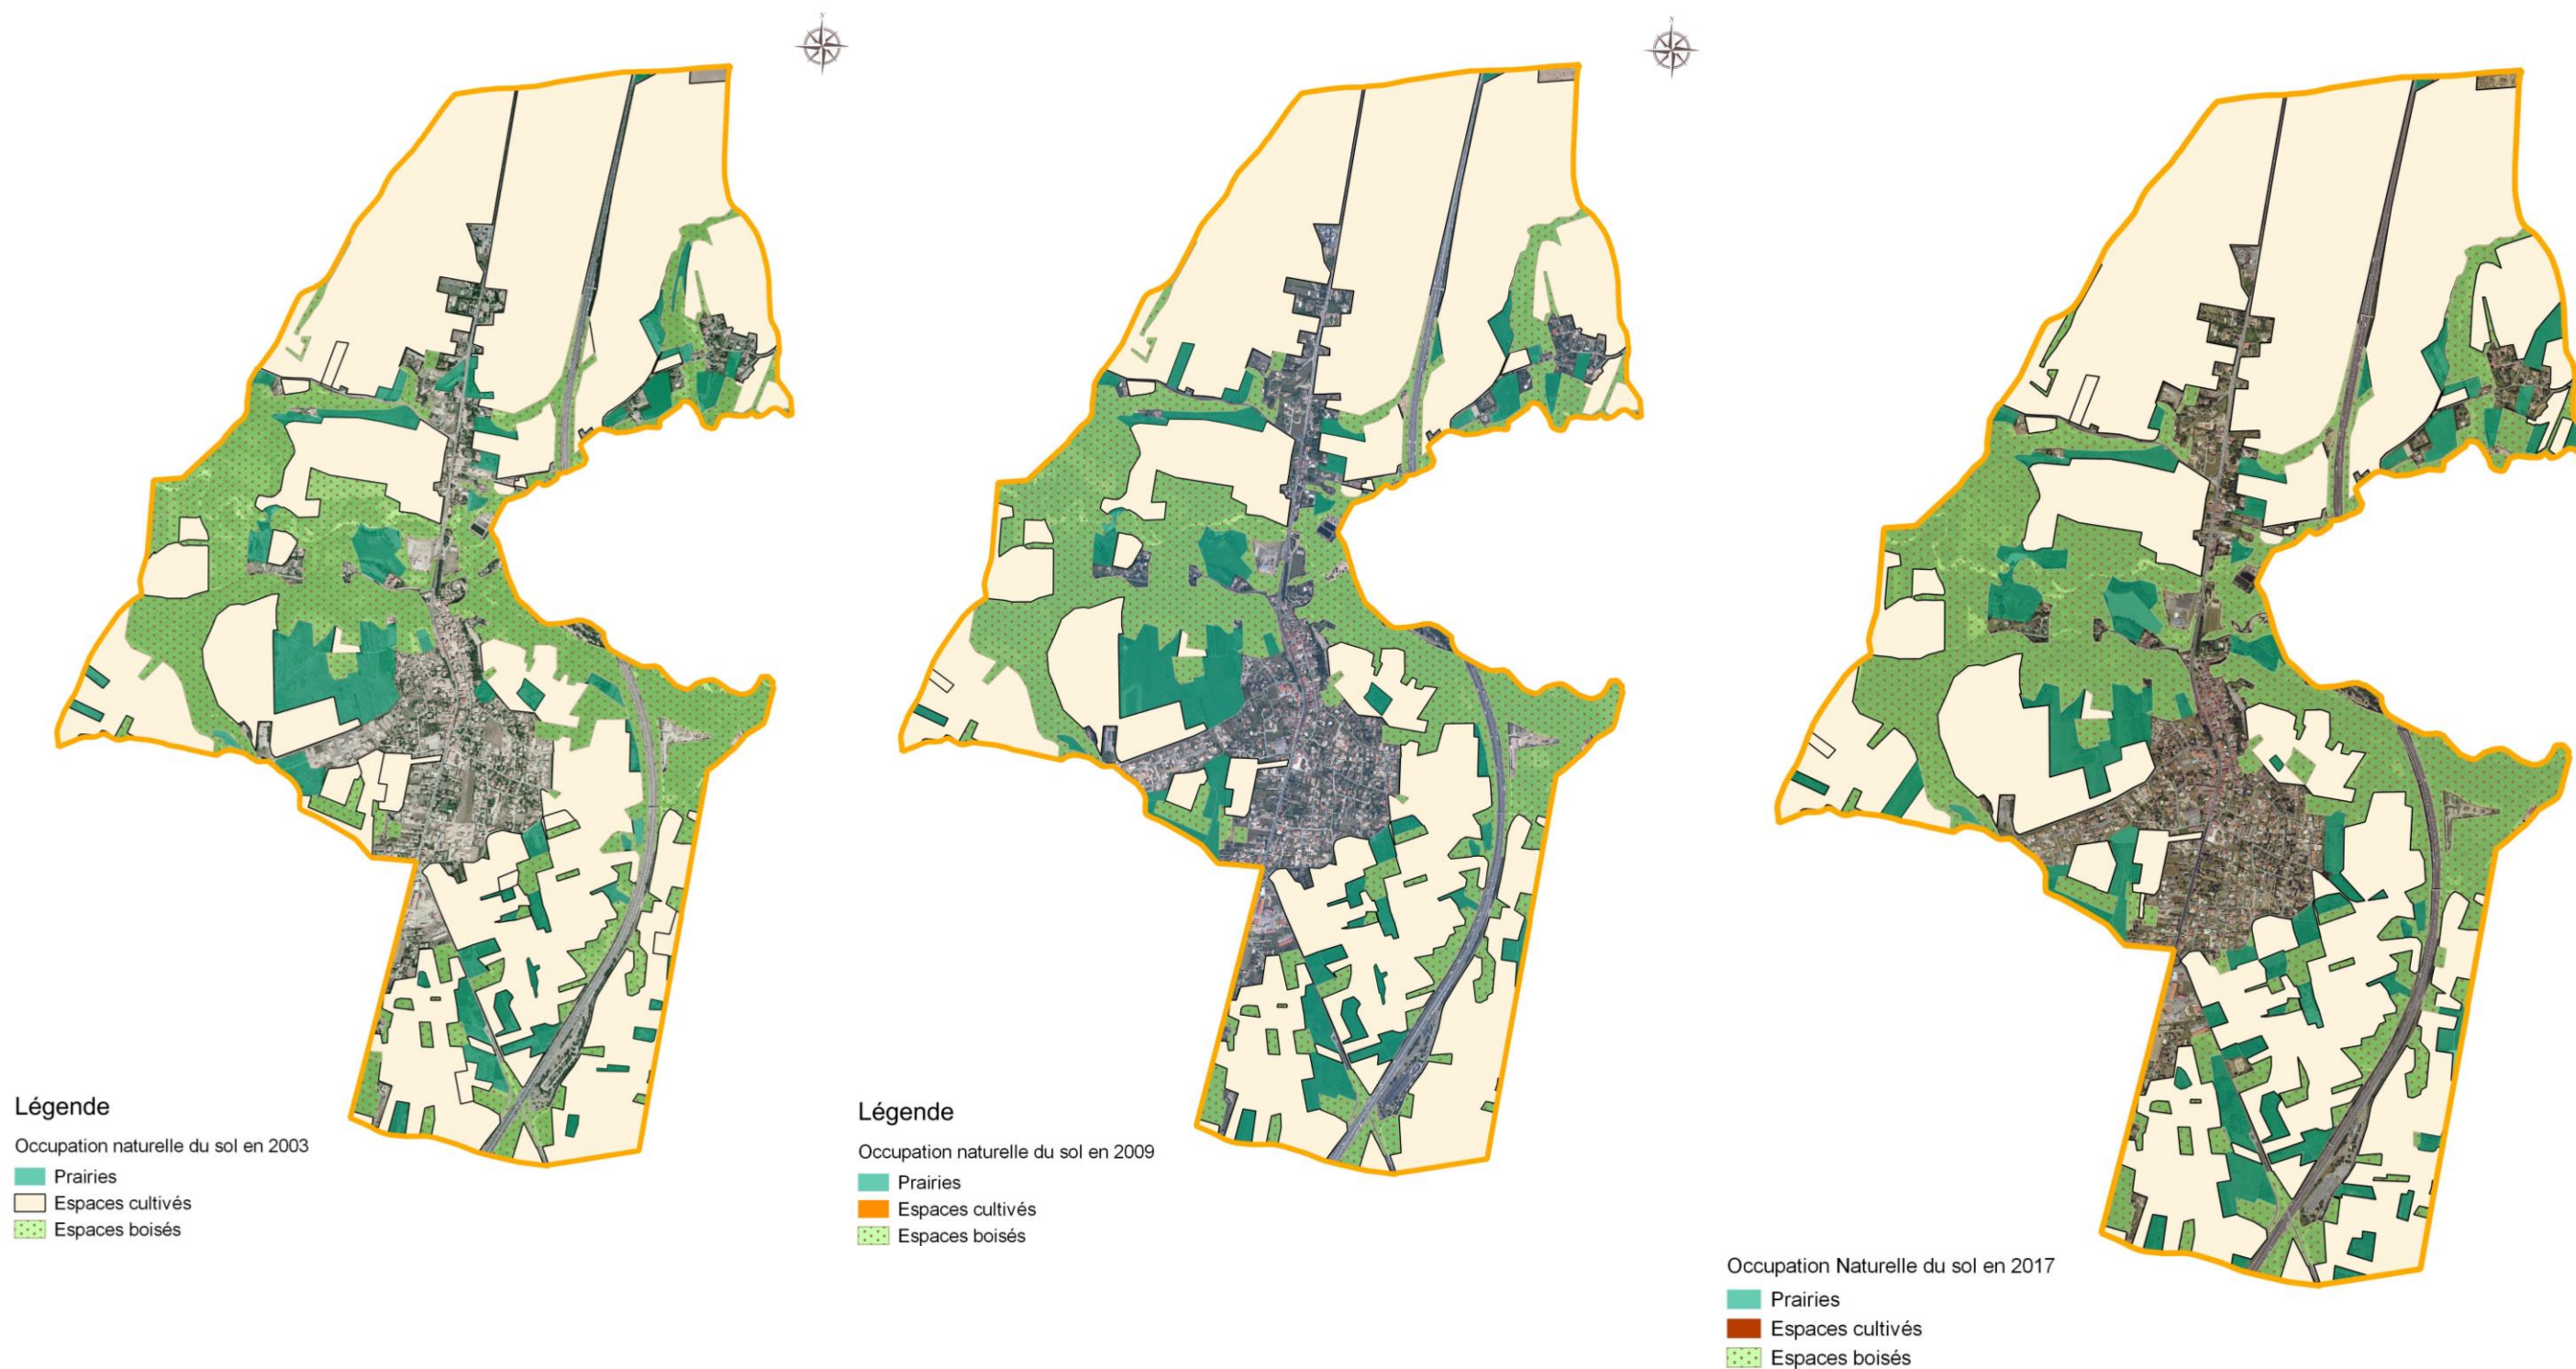 N
N
Légende
Occupation naturelle du sol en 2003
Prairies
Espaces cultivés
Espaces boisés
Légende
Occupation naturelle du sol en 2009
Prairies
Espaces cultivés
Espaces boisés
Occupation Naturelle du sol en 2017
Prairies
Espaces cultivés
Espaces boisés